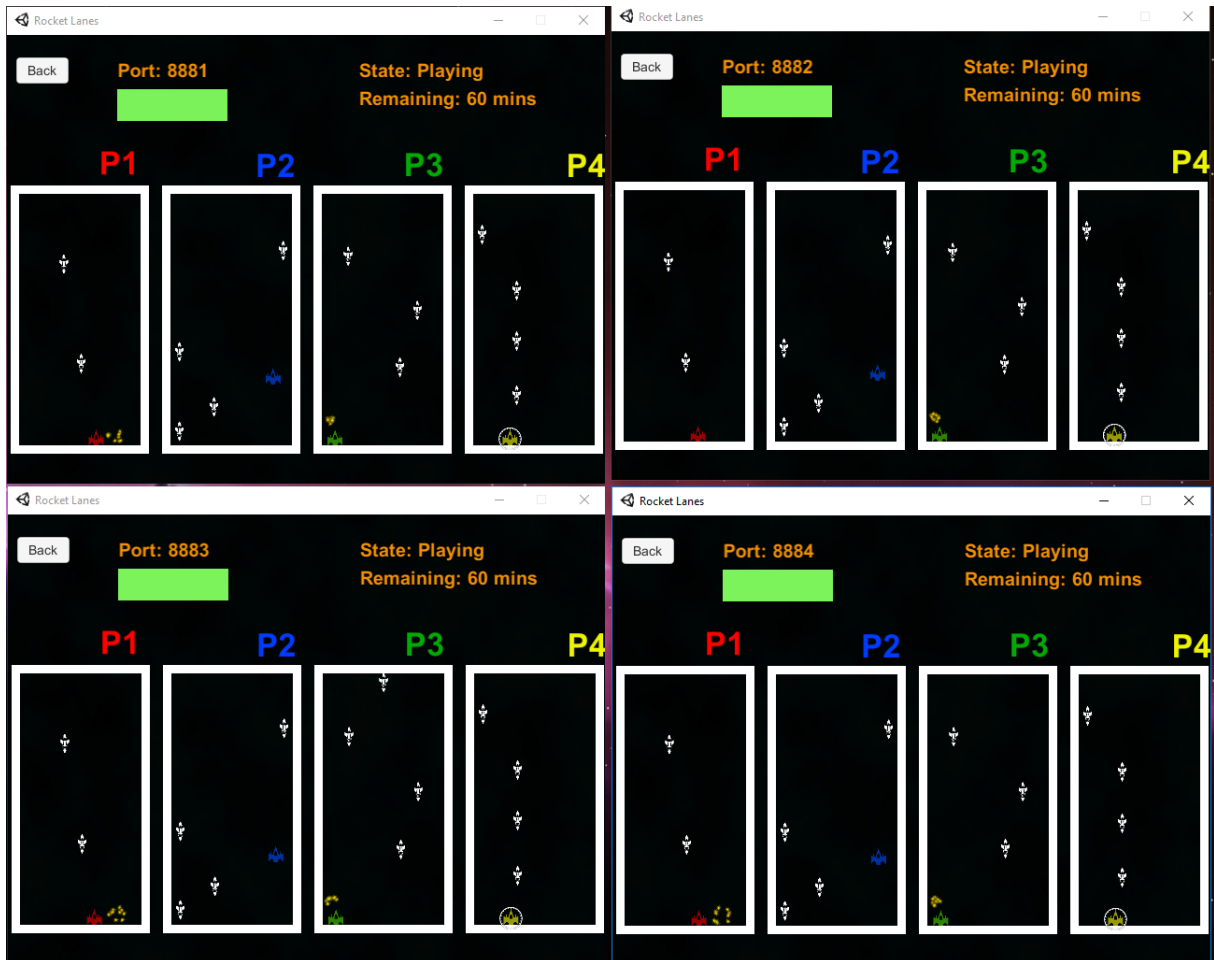 Rocket Lanes
Back
Port: 8881
State: Playing
Remaining: 60 mins
P1 P2 P3 P4
Rocket Lanes
Back
Port: 8882
State: Playing
Remaining: 60 mins
P1 P2 P3 P4
Rocket Lanes
Back
Port: 8883
State: Playing
Remaining: 60 mins
P1 P2 P3 P4
Rocket Lanes
Back
Port: 8884
State: Playing
Remaining: 60 mins
P1 P2 P3 P4